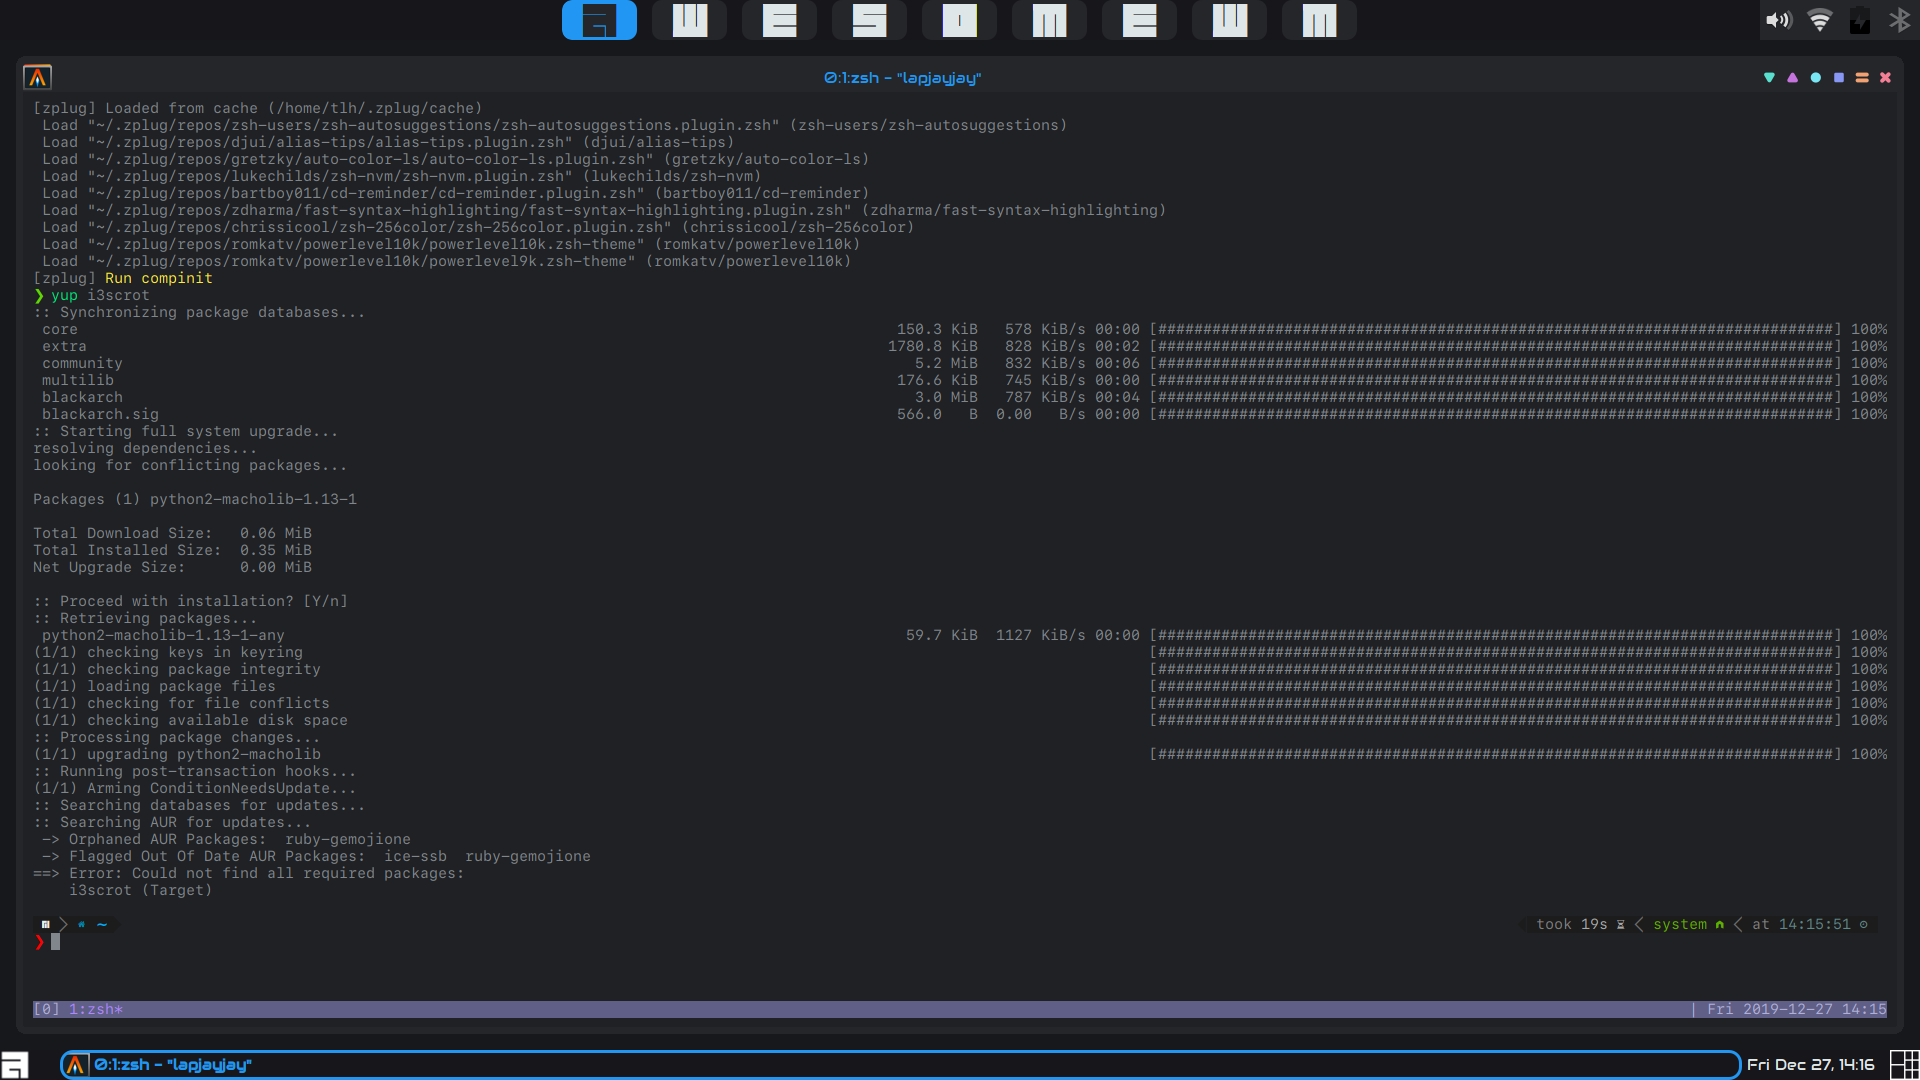 A W E S O M E W M
0:1:zsh - "lapjayjay"
[zplug] Loaded from cache (/home/tlh/.zplug/cache)
Load "~/.zplug/repos/zsh-users/zsh-autosuggestions/zsh-autosuggestions.plugin.zsh" (zsh-users/zsh-autosuggestions)
Load "~/.zplug/repos/djui/alias-tips/alias-tips.plugin.zsh" (djui/alias-tips)
Load "~/.zplug/repos/gretzky/auto-color-ls/auto-color-ls.plugin.zsh" (gretzky/auto-color-ls)
Load "~/.zplug/repos/lukechilds/zsh-nvm/zsh-nvm.plugin.zsh" (lukechilds/zsh-nvm)
Load "~/.zplug/repos/bartboy011/cd-reminder/cd-reminder.plugin.zsh" (bartboy011/cd-reminder)
Load "~/.zplug/repos/zdharma/fast-syntax-highlighting/fast-syntax-highlighting.plugin.zsh" (zdharma/fast-syntax-highlighting)
Load "~/.zplug/repos/chrissicool/zsh-256color/zsh-256color.plugin.zsh" (chrissicool/zsh-256color)
Load "~/.zplug/repos/romkatv/powerlevel10k/powerlevel10k.zsh-theme" (romkatv/powerlevel10k)
Load "~/.zplug/repos/romkatv/powerlevel10k/powerlevel9k.zsh-theme" (romkatv/powerlevel10k)
[zplug] Run compinit
❯ yup i3scrot
:: Synchronizing package databases...
core 150.3 KiB 578 KiB/s 00:00 [###########################################################################] 100%
extra 1780.8 KiB 828 KiB/s 00:02 [###########################################################################] 100%
community 5.2 MiB 832 KiB/s 00:06 [###########################################################################] 100%
multilib 176.6 KiB 745 KiB/s 00:00 [###########################################################################] 100%
blackarch 3.0 MiB 787 KiB/s 00:04 [###########################################################################] 100%
blackarch.sig 566.0 B 0.00 B/s 00:00 [###########################################################################] 100%
:: Starting full system upgrade...
resolving dependencies...
looking for conflicting packages...
Packages (1) python2-macholib-1.13-1
Total Download Size: 0.06 MiB
Total Installed Size: 0.35 MiB
Net Upgrade Size: 0.00 MiB
:: Proceed with installation? [Y/n]
:: Retrieving packages...
python2-macholib-1.13-1-any 59.7 KiB 1127 KiB/s 00:00 [###########################################################################] 100%
(1/1) checking keys in keyring [###########################################################################] 100%
(1/1) checking package integrity [###########################################################################] 100%
(1/1) loading package files [###########################################################################] 100%
(1/1) checking for file conflicts [###########################################################################] 100%
(1/1) checking available disk space [###########################################################################] 100%
:: Processing package changes...
(1/1) upgrading python2-macholib [###########################################################################] 100%
:: Running post-transaction hooks...
(1/1) Arming ConditionNeedsUpdate...
:: Searching databases for updates...
:: Searching AUR for updates...
-> Orphaned AUR Packages: ruby-gemojione
-> Flagged Out Of Date AUR Packages: ice-ssb ruby-gemojione
==> Error: Could not find all required packages:
i3scrot (Target)
~ took 19s system at 14:15:51
❯
[0] 1:zsh* | Fri 2019-12-27 14:15
0:1:zsh - "lapjayjay" Fri Dec 27, 14:16